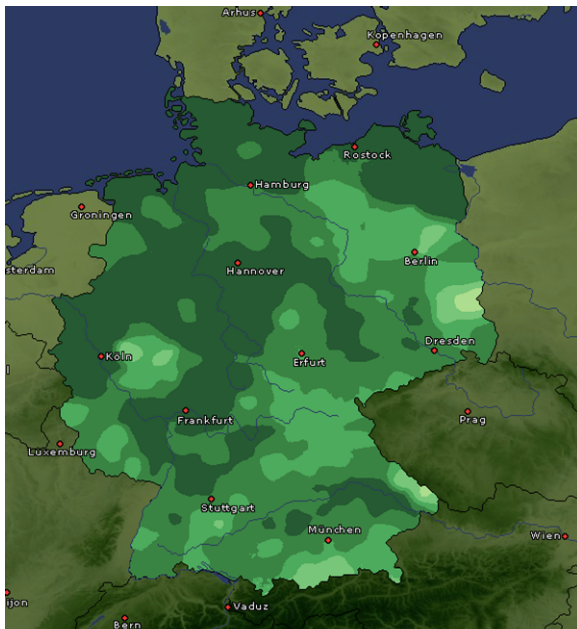 Arhus
Kopenhagen
Rostock
Hamburg
Groningen
Berlin
sterdam
Hannover
Dresden
Köln
Erfurt
Prag
Frankfurt
Luxemburg
Stuttgart
München
Wien
ijon
Vaduz
Bern